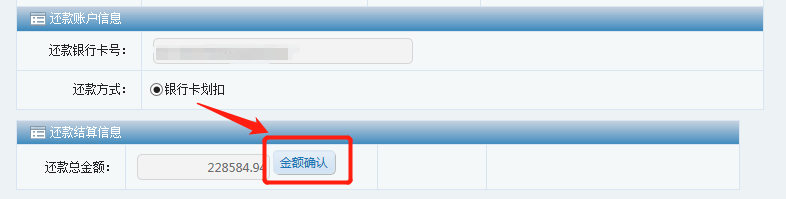 还款账户信息
还款银行卡号：
还款方式： 银行卡划扣
还款结算信息
还款总金额： 228584.94 金额确认